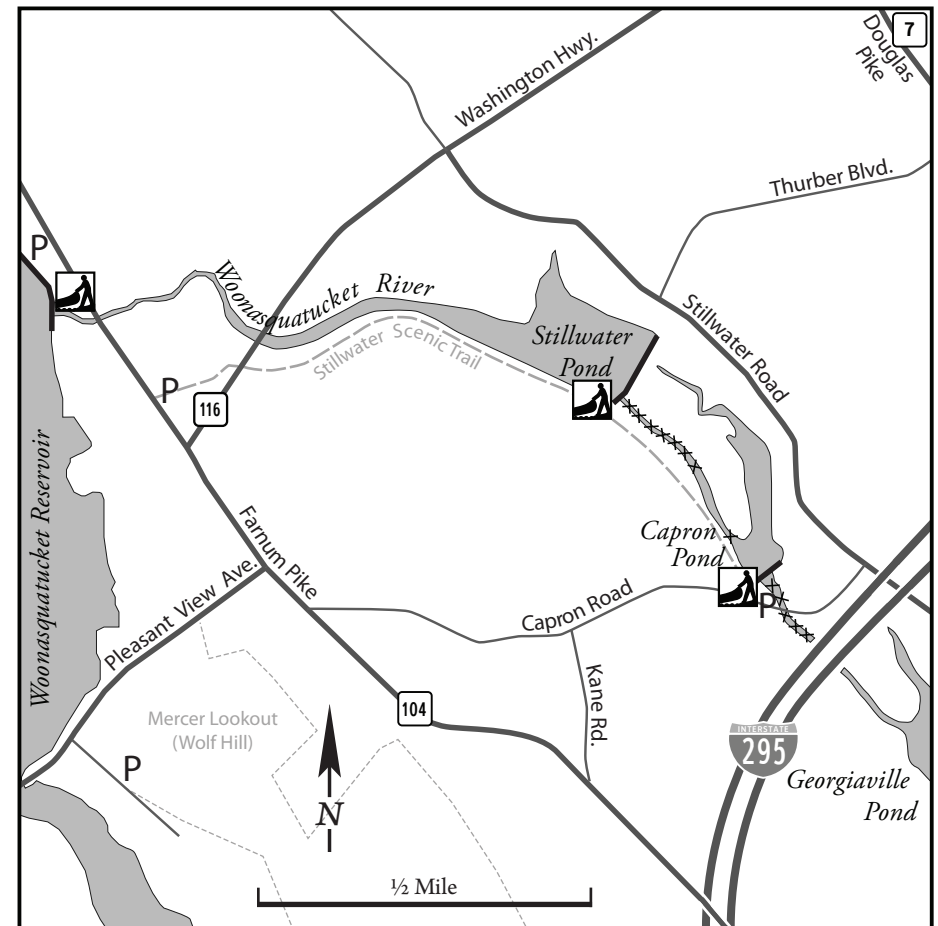 7
Douglas
Pike
Washington Hwy.
Thurber Blvd.
P
Woonasquatucket River
Stillwater Scenic Trail
Stillwater
Pond
Stillwater Road
P
116
Woonasquatucket Reservoir
Farnum Pike
Capron
Pond
P
Pleasant View Ave.
Capron Road
Kane Rd.
Mercer Lookout
(Wolf Hill)
104
P
N
INTERSTATE
295
Georgiaville
Pond
½ Mile